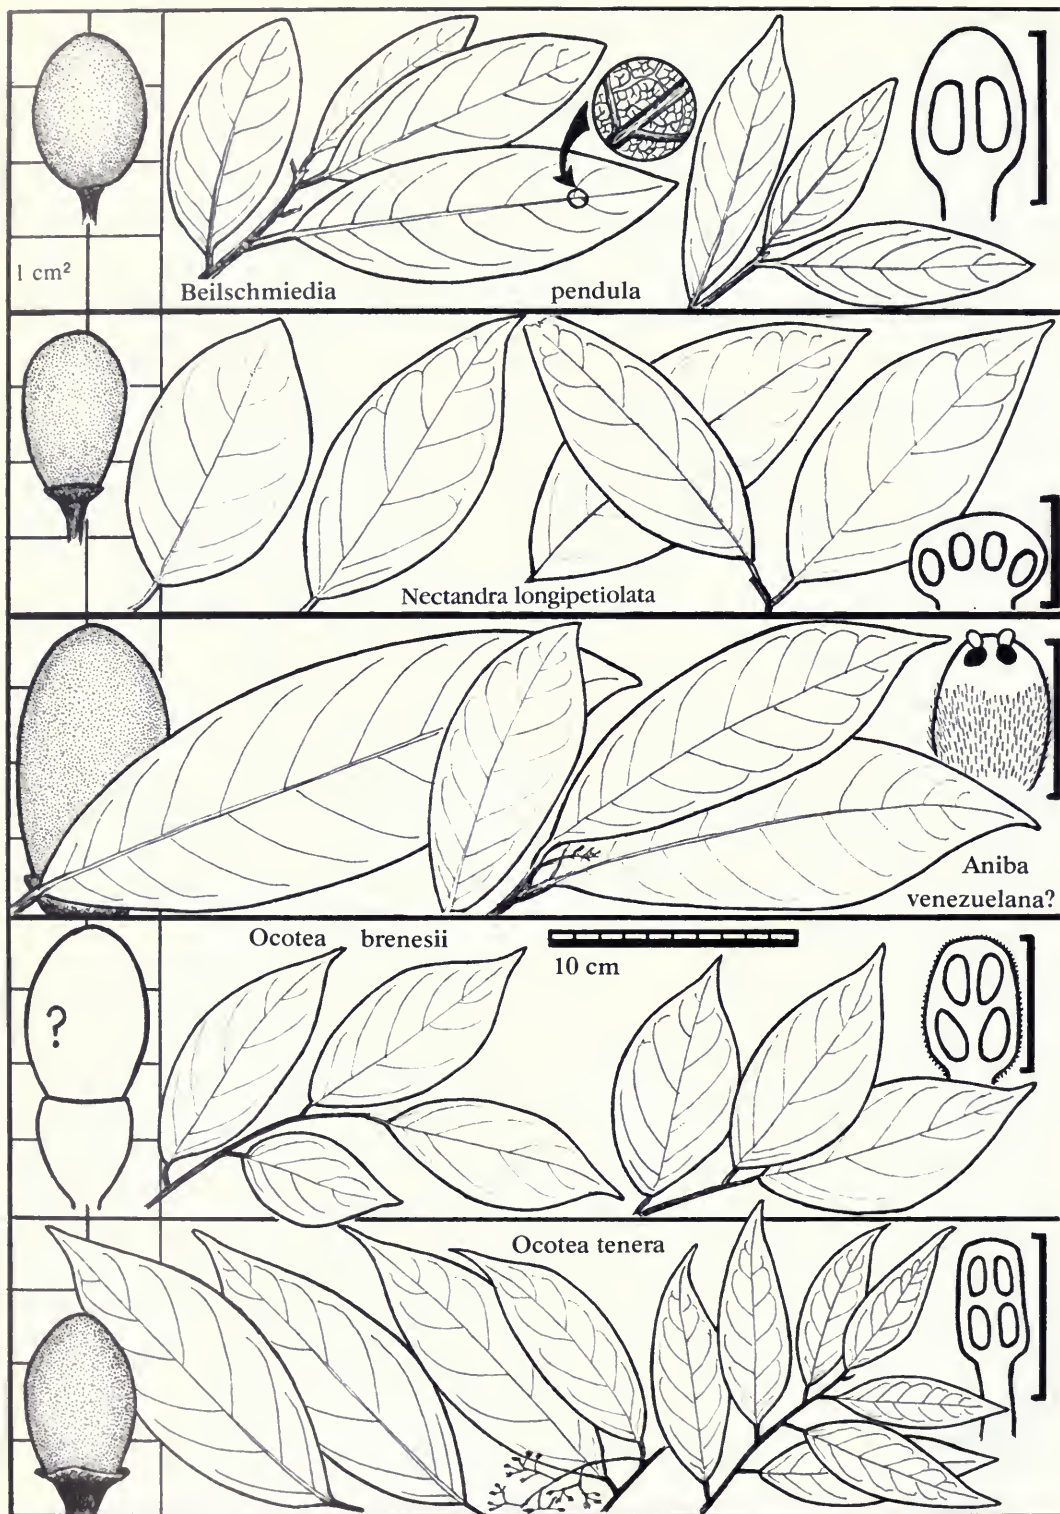 1 cm²
Beilschmiedia pendula
Nectandra longipetiolata
Aniba
venezuelana?
Ocotea brenesii
10 cm
?
Ocotea tenera